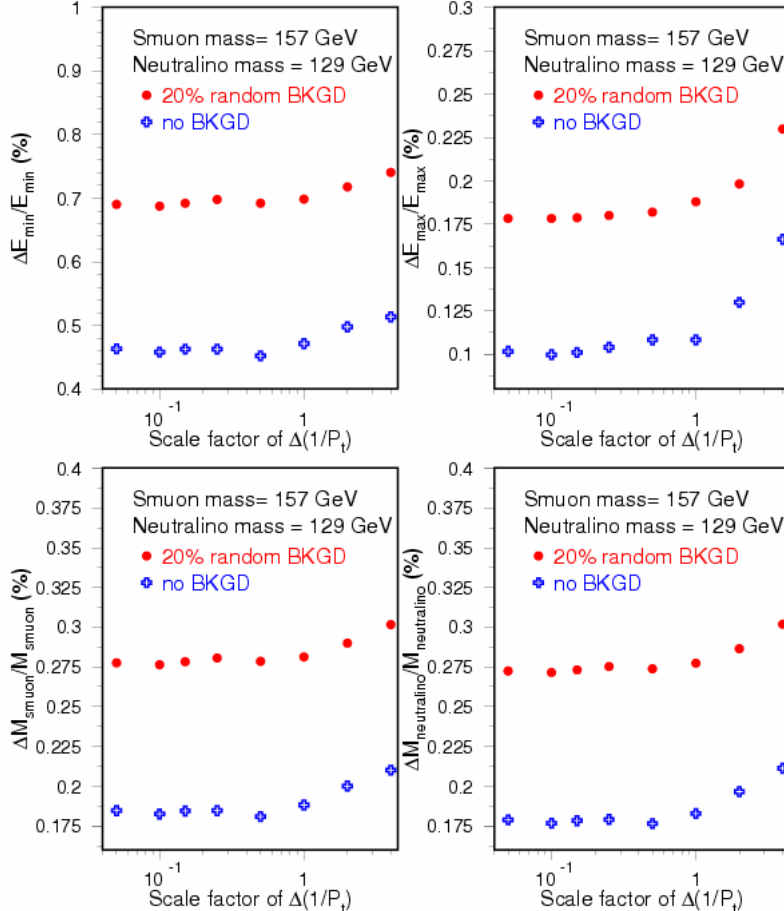 ΔE_min/E_min (%)
1
0.9
0.8
0.7
0.6
0.5
0.4
Smuon mass= 157 GeV
Neutralino mass = 129 GeV
20% random BKGD
no BKGD
10^-1
1
Scale factor of Δ(1/P_t)
ΔE_max/E_max (%)
0.3
0.275
0.25
0.225
0.2
0.175
0.15
0.125
0.1
Smuon mass= 157 GeV
Neutralino mass = 129 GeV
20% random BKGD
no BKGD
10^-1
1
Scale factor of Δ(1/P_t)
ΔM_smuon/M_smuon (%)
0.4
0.375
0.35
0.325
0.3
0.275
0.25
0.225
0.2
0.175
Smuon mass= 157 GeV
Neutralino mass = 129 GeV
20% random BKGD
no BKGD
10^-1
1
Scale factor of Δ(1/P_t)
ΔM_neutralino/M_neutralino (%)
0.4
0.375
0.35
0.325
0.3
0.275
0.25
0.225
0.2
0.175
Smuon mass= 157 GeV
Neutralino mass = 129 GeV
20% random BKGD
no BKGD
10^-1
1
Scale factor of Δ(1/P_t)